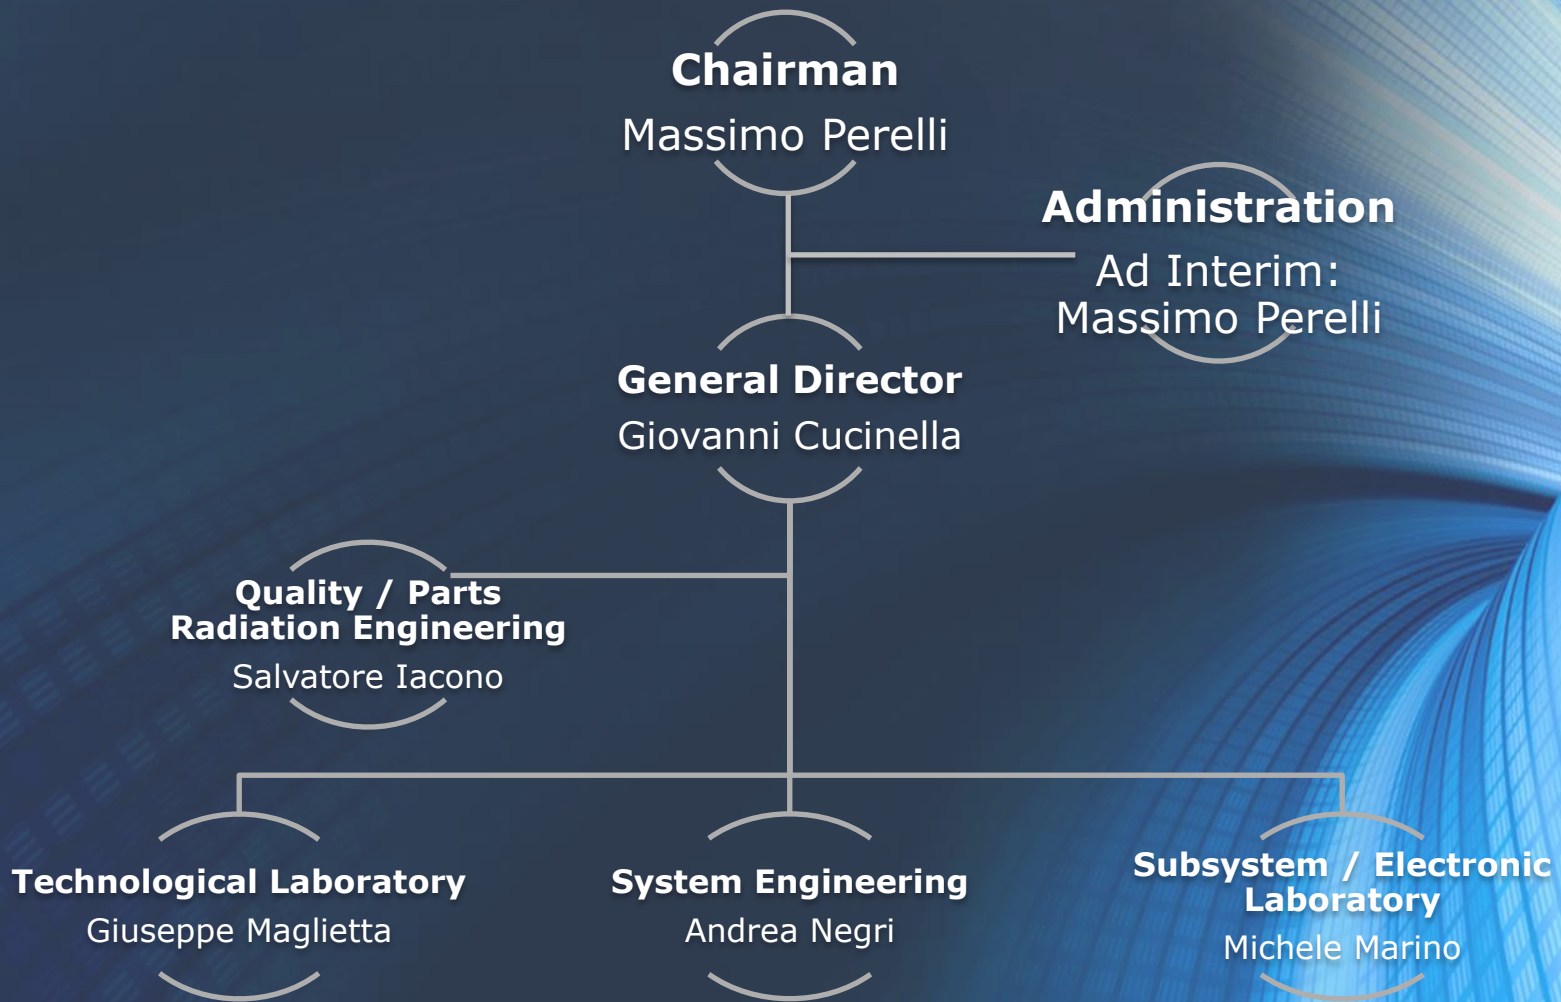 Chairman
Massimo Perelli
Administration
Ad Interim:
Massimo Perelli
General Director
Giovanni Cucinella
Quality / Parts
Radiation Engineering
Salvatore Iacono
Technological Laboratory
Giuseppe Maglietta
System Engineering
Andrea Negri
Subsystem / Electronic
Laboratory
Michele Marino